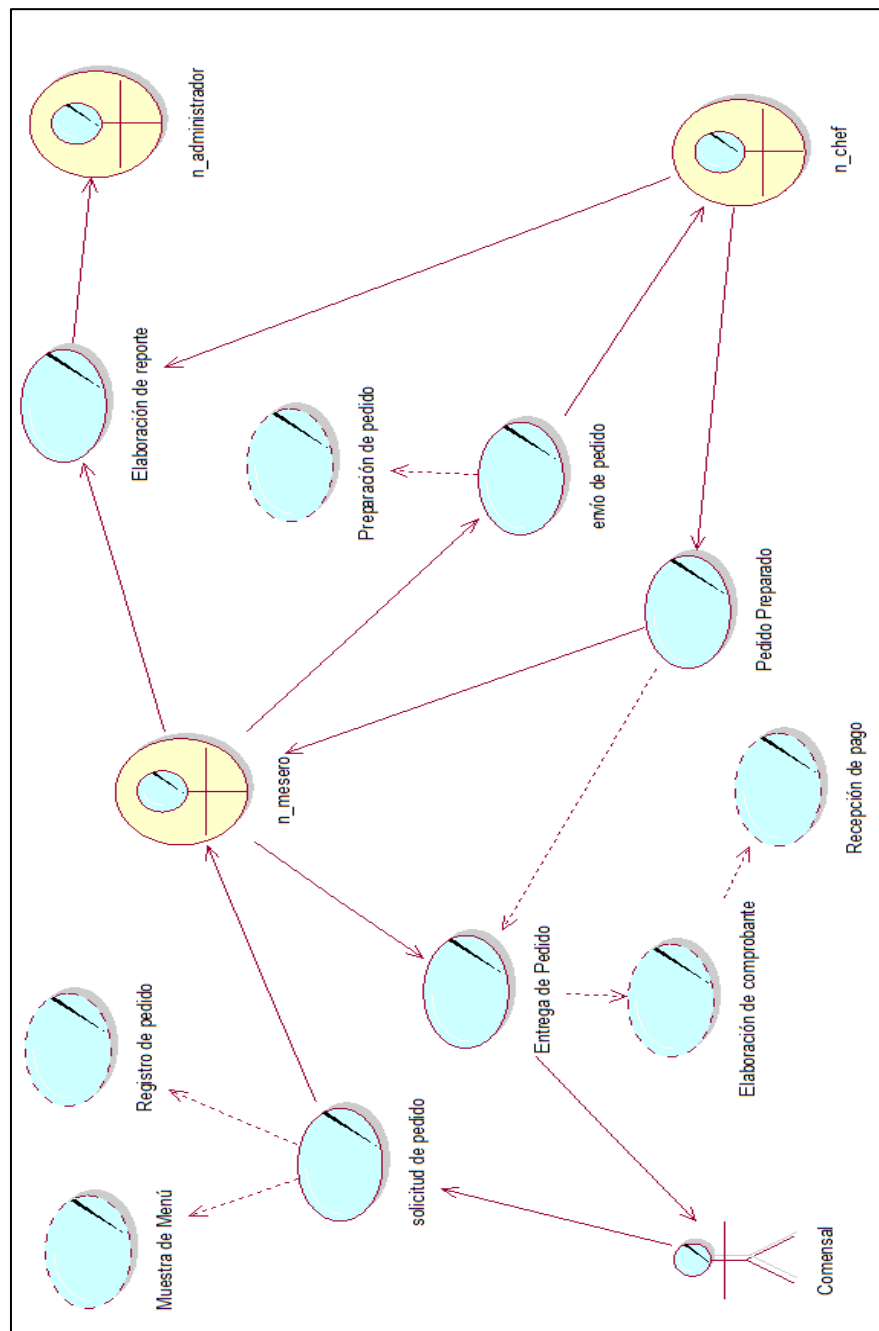 n_administrador
Elaboración de reporte
n_chef
Preparación de pedido
envío de pedido
Pedido Preparado
n_mesero
Recepción de pago
Entrega de Pedido
Elaboración de comprobante
Registro de pedido
solicitud de pedido
Muestra de Menú
Comensal